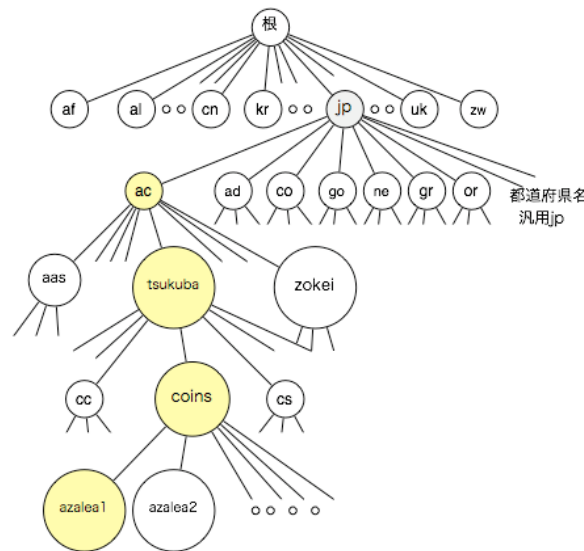 根
af
al
cn
kr
jp
uk
zw
ac
ad
co
go
ne
gr
or
都道府県名
汎用jp
aas
tsukuba
zokei
cc
coins
cs
azalea1
azalea2